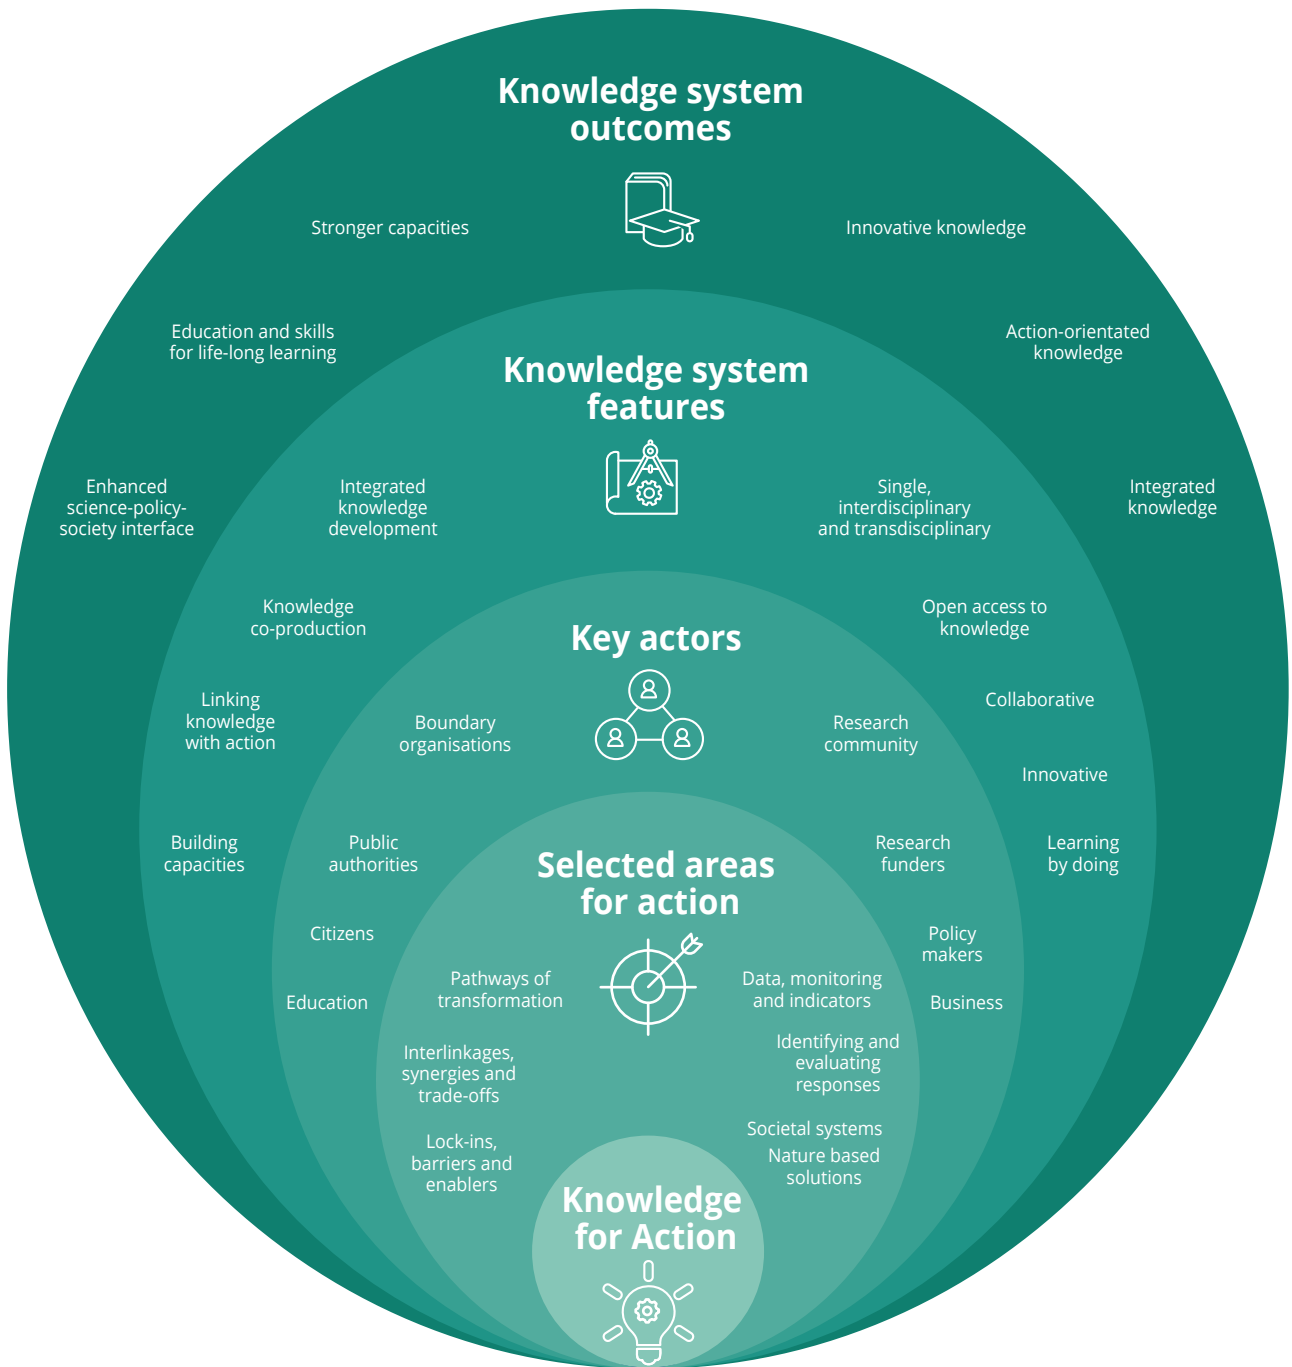 Knowledge system
outcomes
Stronger capacities
Innovative knowledge
Education and skills
for life-long learning
Action-orientated
knowledge
Enhanced
science-policy-
society interface
Integrated
knowledge
Knowledge system
features
Integrated
knowledge
development
Single,
interdisciplinary
and transdisciplinary
Knowledge
co-production
Open access to
knowledge
Linking
knowledge
with action
Collaborative
Innovative
Building
capacities
Learning
by doing
Key actors
Boundary
organisations
Research
community
Public
authorities
Research
funders
Citizens
Policy
makers
Education
Business
Selected areas
for action
Pathways of
transformation
Data, monitoring
and indicators
Interlinkages,
synergies and
trade-offs
Identifying and
evaluating
responses
Lock-ins,
barriers and
enablers
Societal systems
Nature based
solutions
Knowledge
for Action